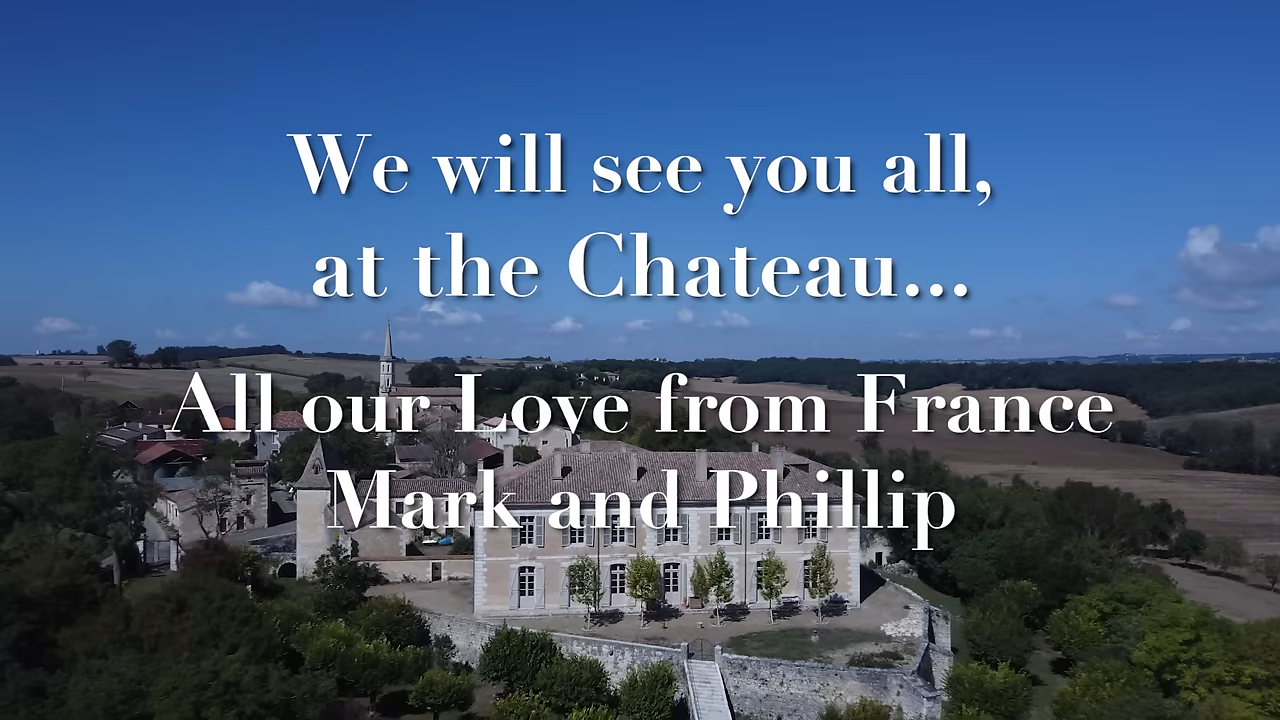 We will see you all,
at the Chateau...
All our Love from France
Mark and Phillip